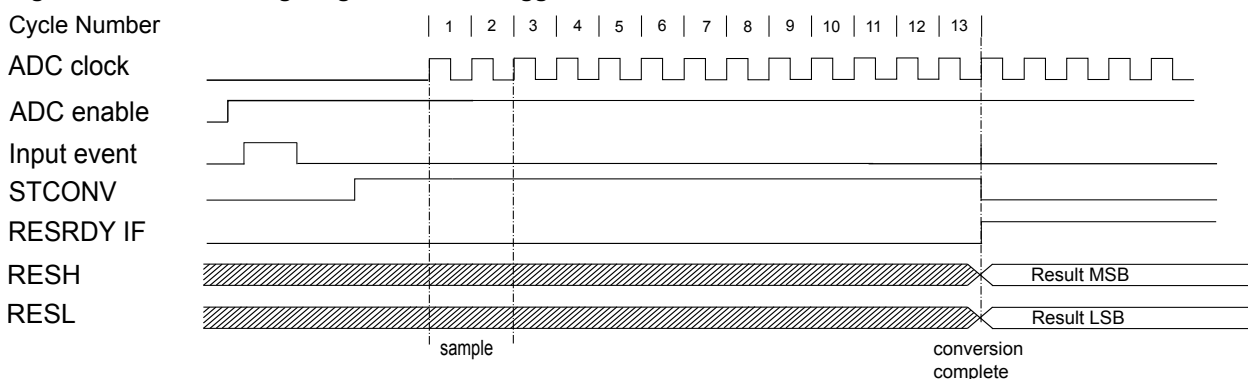 Cycle Number 1 2 3 4 5 6 7 8 9 10 11 12 13
ADC clock
ADC enable
Input event
STCONV
RESRDY IF
RESH Result MSB
RESL Result LSB
sample
conversion
complete